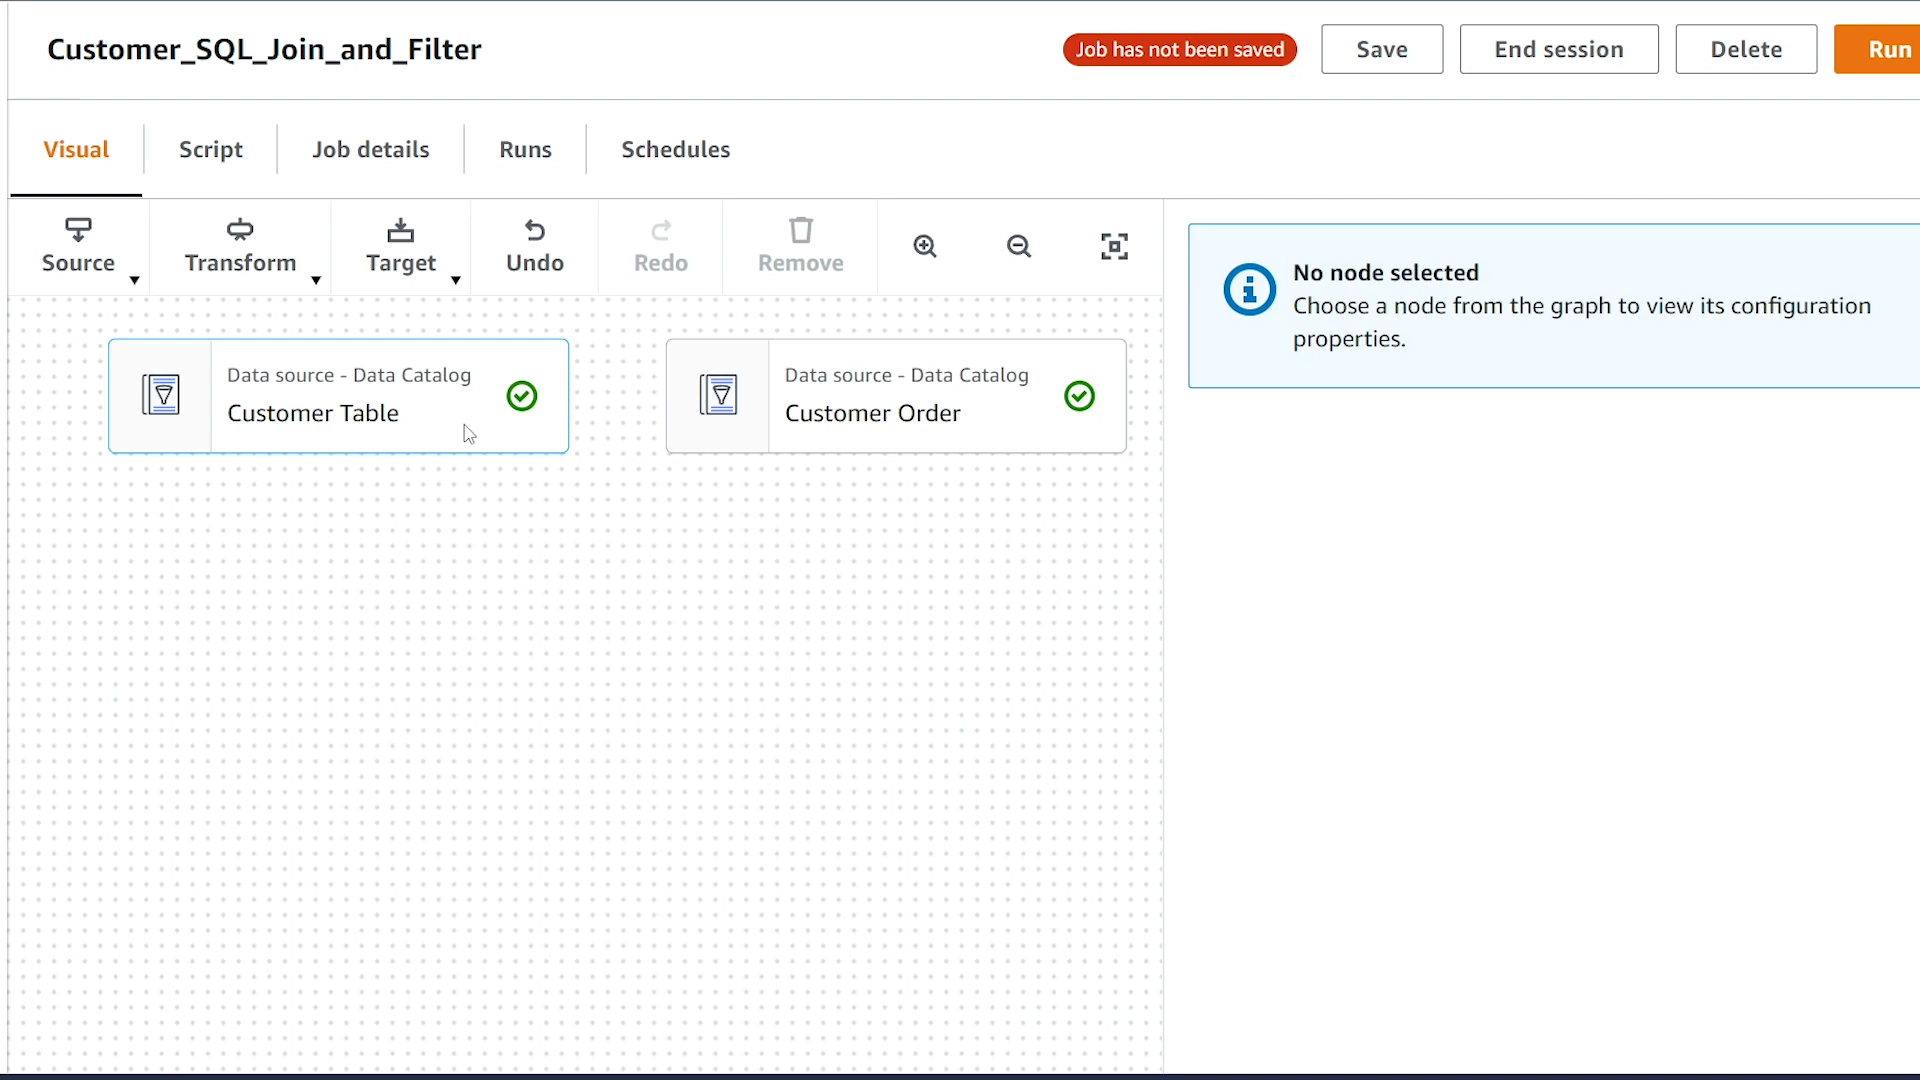 Customer_SQL_Join_and_Filter
Job has not been saved
Save
End session
Delete
Run
Visual
Script
Job details
Runs
Schedules
Source
Transform
Target
Undo
Redo
Remove
No node selected
Choose a node from the graph to view its configuration
properties.
Data source - Data Catalog
Customer Table
Data source - Data Catalog
Customer Order